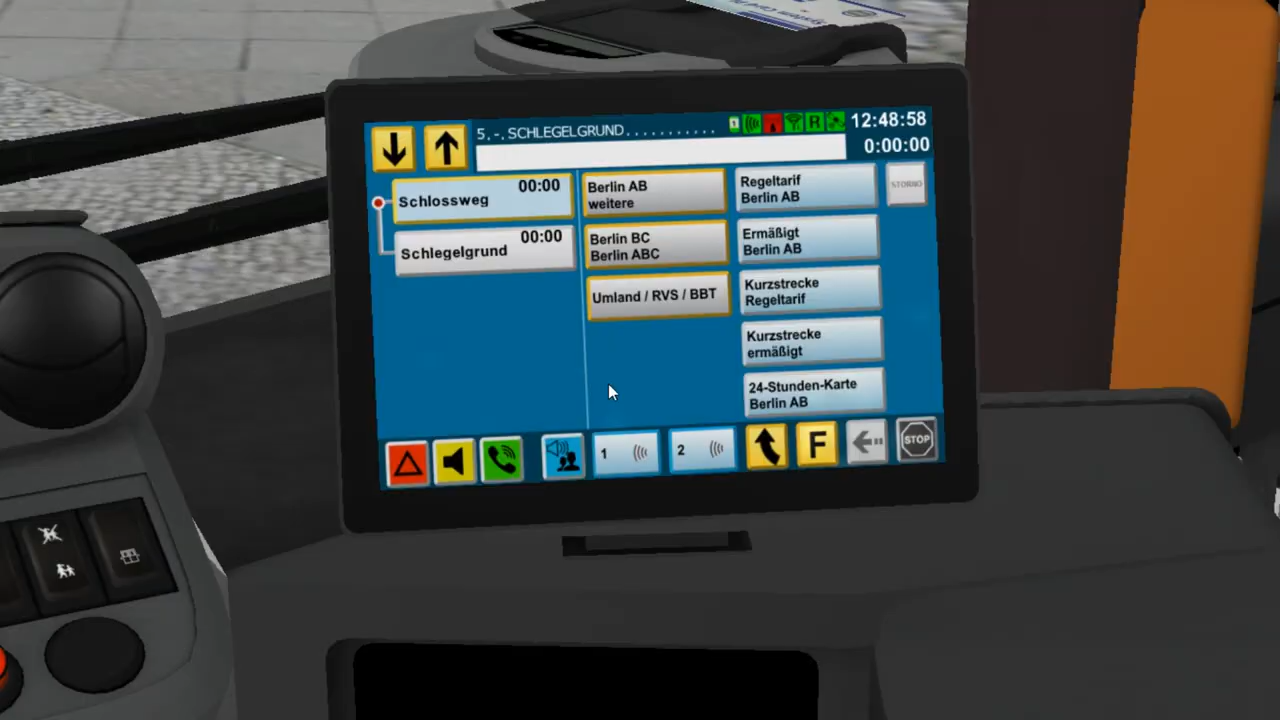 5.-.SCHLEGELGRUND...........
R
12:48:58
0:00:00
Schlossweg
00:00
Schlegelgrund
00:00
Berlin AB
weitere
Berlin BC
Berlin ABC
Umland / RVS / BBT
Regeltarif
Berlin AB
Ermäßigt
Berlin AB
Kurzstrecke
Regeltarif
Kurzstrecke
ermäßigt
24-Stunden-Karte
Berlin AB
STORNO
1
2
F
STOP